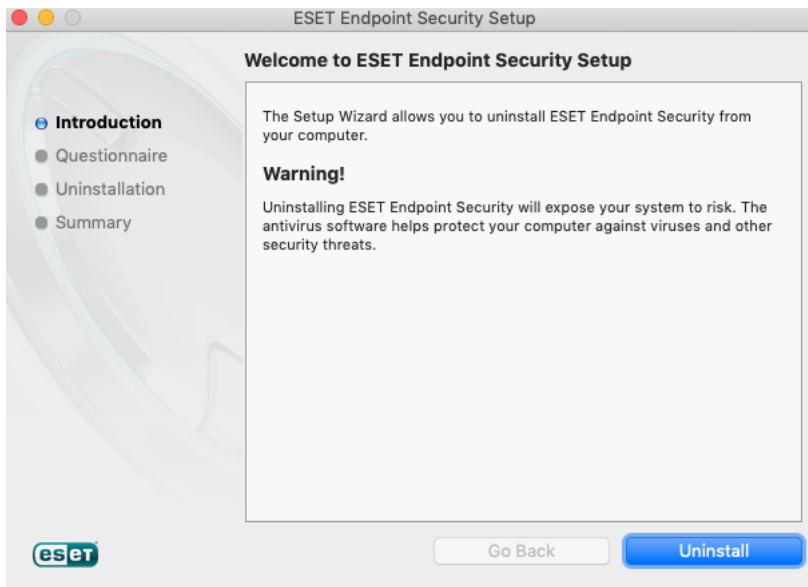 ESET Endpoint Security Setup
Welcome to ESET Endpoint Security Setup
Introduction
Questionnaire
Uninstallation
Summary
The Setup Wizard allows you to uninstall ESET Endpoint Security from
your computer.
Warning!
Uninstalling ESET Endpoint Security will expose your system to risk. The
antivirus software helps protect your computer against viruses and other
security threats.
eseT
Go Back
Uninstall